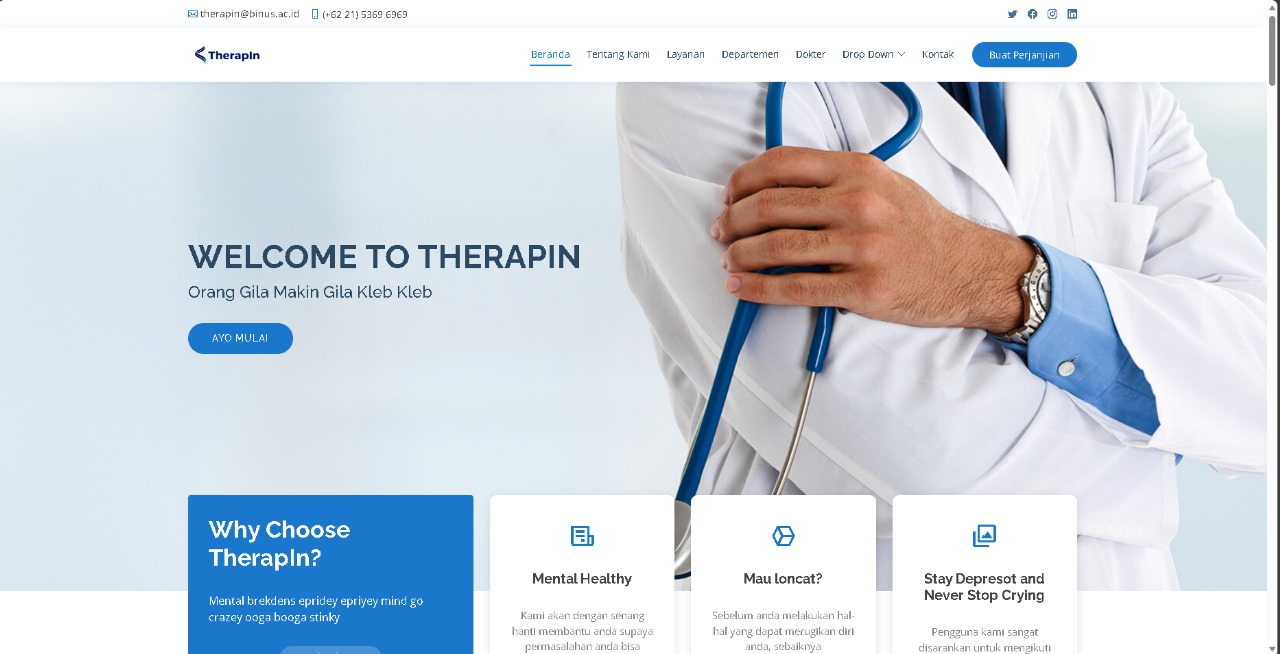 therapin@binus.ac.id (+62 21) 5369 6969
TherapIn
Beranda Tentang Kami Layanan Departemen Dokter Drop Down Kontak Buat Perjanjian
WELCOME TO THERAPIN
Orang Gila Makin Gila Kleb Kleb
AYO MULAI
Why Choose
TherapIn?
Mental brekdens epridey epriyey mind go
crazey ooga booga stinky
Mental Healthy
Kami akan dengan senang
hanti membantu anda supaya
permasalahan anda bisa
Mau loncat?
Sebelum anda melakukan hal-
hal yang dapat merugikan diri
anda, sebaiknya
Stay Depresot and
Never Stop Crying
Pengguna kami sangat
disarankan untuk mengikuti